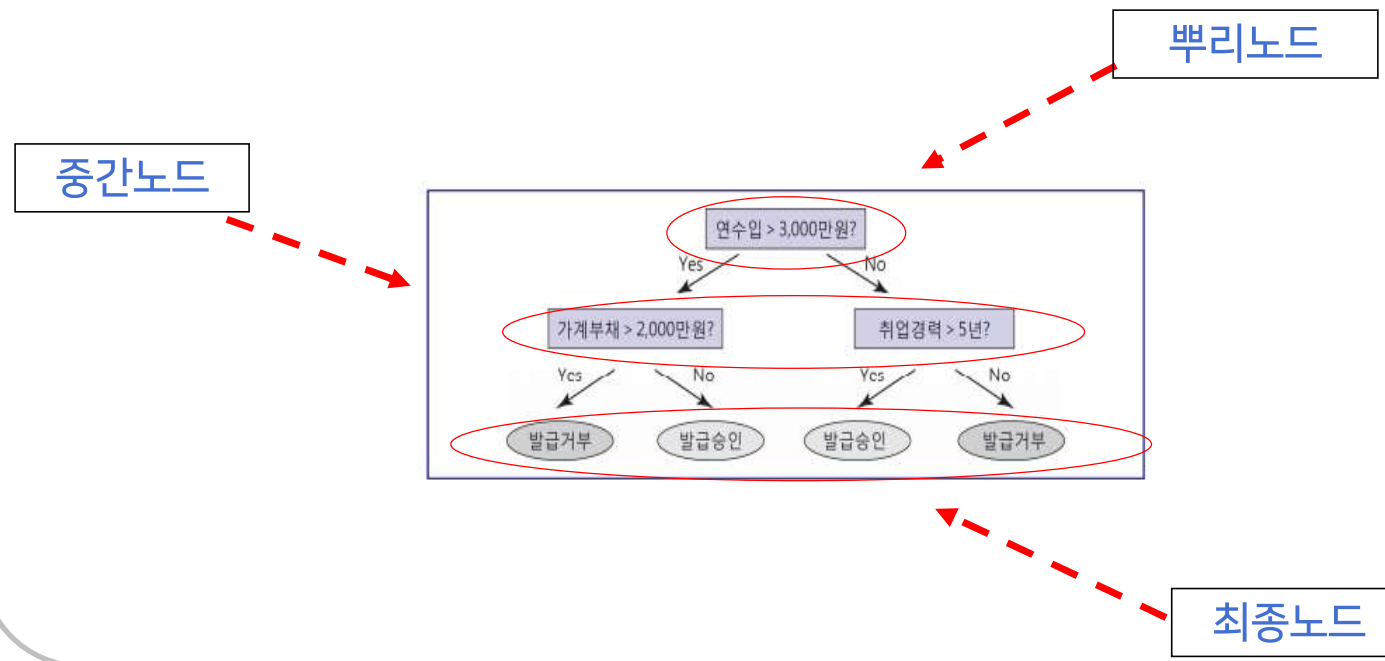 뿌리노드
중간노드
연수입 > 3,000만원?
Yes No
가계부채 > 2,000만원? 취업경력 > 5년?
Yes No Yes No
발급거부 발급승인 발급승인 발급거부
최종노드